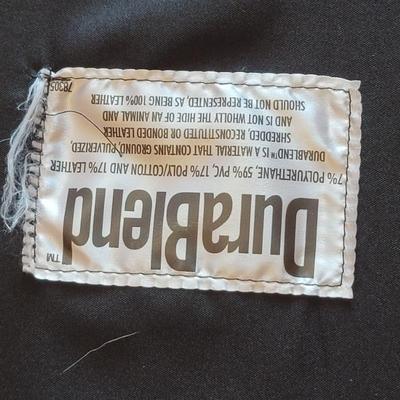 DuraBlend™
7% POLYURETHANE, 59% PVC, 17% POLY/COTTON AND 17% LEATHER
DURABLEND™ IS A MATERIAL THAT CONTAINS GROUND, PULVERIZED,
SHREDDED, RECONSTITUTED OR BONDED LEATHER
AND IS NOT WHOLLY THE HIDE OF AN ANIMAL AND
SHOULD NOT BE REPRESENTED, AS BEING 100% LEATHER
78305